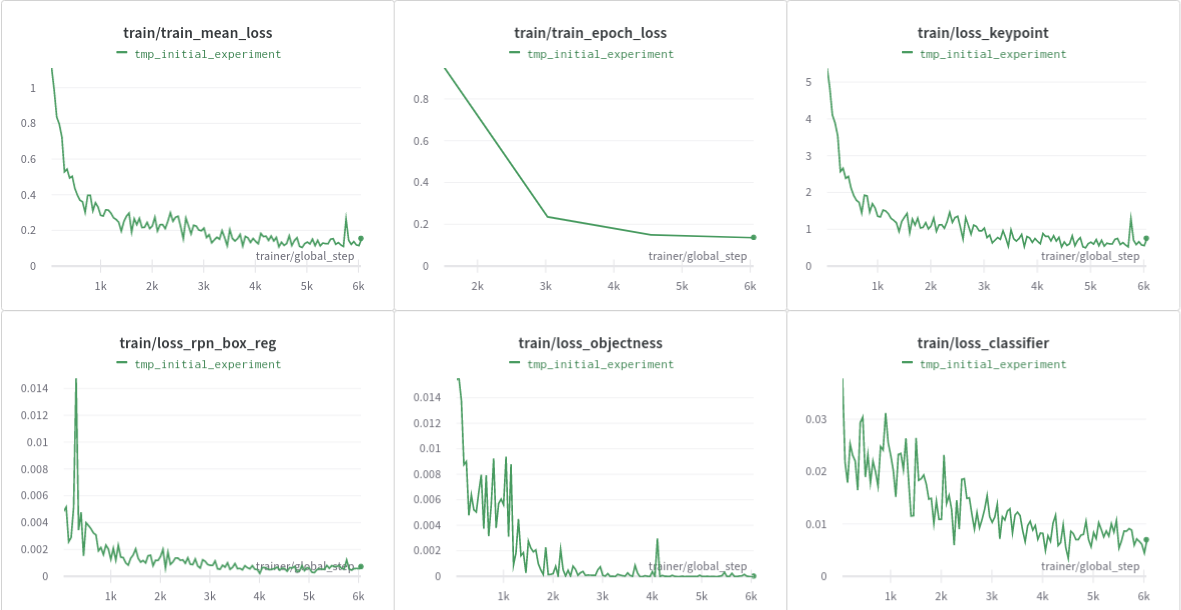 train/train_mean_loss
tmp_initial_experiment
1
0.8
0.6
0.4
0.2
0
trainer/global_step
1k 2k 3k 4k 5k 6k
train/train_epoch_loss
tmp_initial_experiment
0.8
0.6
0.4
0.2
0
trainer/global_step
2k 3k 4k 5k 6k
train/loss_keypoint
tmp_initial_experiment
5
4
3
2
1
0
trainer/global_step
1k 2k 3k 4k 5k 6k
train/loss_rpn_box_reg
tmp_initial_experiment
0.014
0.012
0.01
0.008
0.006
0.004
0.002
0
trainer/global_step
1k 2k 3k 4k 5k 6k
train/loss_objectness
tmp_initial_experiment
0.014
0.012
0.01
0.008
0.006
0.004
0.002
0
trainer/global_step
1k 2k 3k 4k 5k 6k
train/loss_classifier
tmp_initial_experiment
0.03
0.02
0.01
0
trainer/global_step
1k 2k 3k 4k 5k 6k